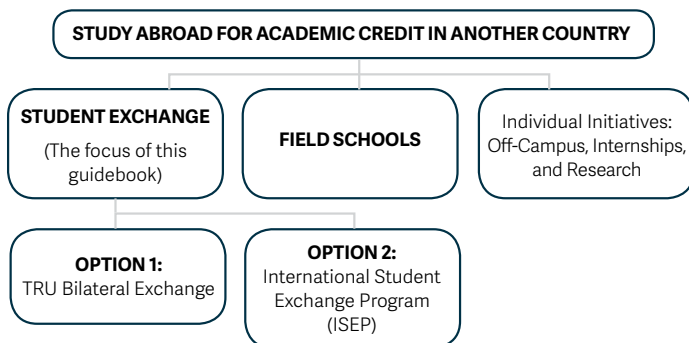 STUDY ABROAD FOR ACADEMIC CREDIT IN ANOTHER COUNTRY
STUDENT EXCHANGE
(The focus of this
guidebook)
FIELD SCHOOLS
Individual Initiatives:
Off-Campus, Internships,
and Research
OPTION 1:
TRU Bilateral Exchange
OPTION 2:
International Student
Exchange Program
(ISEP)